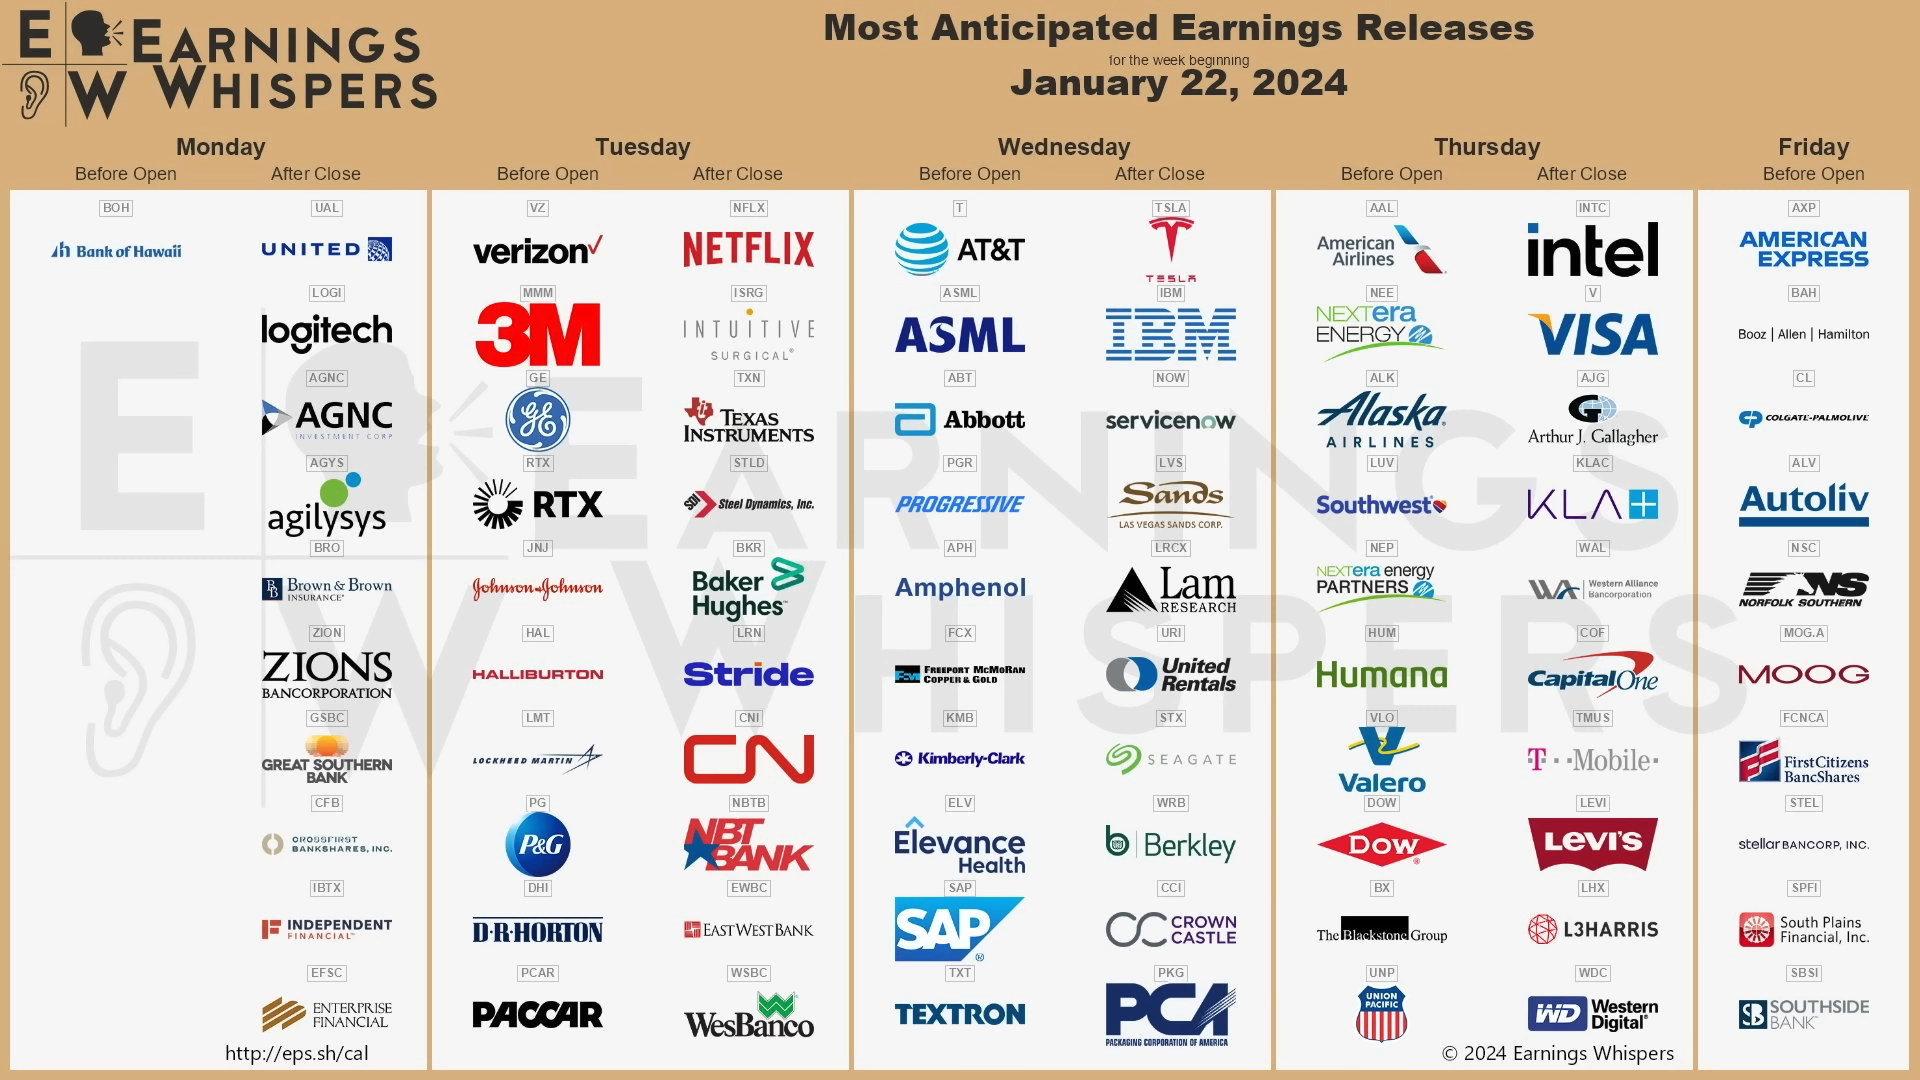 E
W
EARNINGS
WHISPERS
Most Anticipated Earnings Releases
for the week beginning
January 22, 2024
Monday
Before Open
After Close
BOH
Bank of Hawaii
UAL
UNITED
LOGI
logitech
AGNC
AGNC
INVESTMENT CORP
AGYS
agilysys
BRO
BB
Brown & Brown
INSURANCE
ZION
ZIONS
BANCORPORATION
GSBC
GREAT SOUTHERN
BANK
CFB
CROSSFIRST
BANKSHARES, INC.
IBTX
INDEPENDENT
FINANCIAL
EFSC
ENTERPRISE
FINANCIAL
http://eps.sh/cal
Tuesday
Before Open
After Close
VZ
verizon
MMM
3M
GE
GE
RTX
RTX
JNJ
Johnson & Johnson
HAL
HALLIBURTON
LMT
LOCKHEED MARTIN
PG
P&G
DHI
D·R·HORTON
PCAR
PACCAR
NFLX
NETFLIX
ISRG
INTUITIVE
SURGICAL®
TXN
TEXAS
INSTRUMENTS
STLD
SDI Steel Dynamics, Inc.
BKR
Baker
Hughes
LRN
Stride
CNI
CN
NBTB
NBT
BANK
EWBC
EAST WEST BANK
WSBC
WesBanco
Wednesday
Before Open
After Close
T
AT&T
ASML
ASML
ABT
Abbott
PGR
PROGRESSIVE
APH
Amphenol
FCX
FREEPORT MCMORAN
COPPER & GOLD
KMB
Kimberly-Clark
ELV
Elevance
Health
SAP
SAP®
TXT
TEXTRON
TSLA
TESLA
IBM
IBM
NOW
servicenow
LVS
Sands
LAS VEGAS SANDS CORP.
LRCX
Lam
RESEARCH
URI
United
Rentals
STX
SEAGATE
WRB
b Berkley
CCI
CROWN
CASTLE
PKG
PCA
PACKAGING CORPORATION OF AMERICA
Thursday
Before Open
After Close
AAL
American
Airlines
NEE
NEXTera
ENERGY
ALK
Alaska
AIRLINES
LUV
Southwest
NEP
NEXTera energy
PARTNERS
HUM
Humana
VLO
V
Valero
DOW
DOW®
BX
The Blackstone Group
UNP
UNION
PACIFIC
INTC
intel
V
VISA
AJG
G
Arthur J. Gallagher
KLAC
KLA+
WAL
WA
Western Alliance
Bancorporation
COF
Capital One
TMUS
T··Mobile·
LEVI
LEVI'S
LHX
L3HARRIS
WDC
WD
Western
Digital
© 2024 Earnings Whispers
Friday
Before Open
AXP
AMERICAN
EXPRESS
BAH
Booz | Allen | Hamilton
CL
CP COLGATE-PALMOLIVE
ALV
Autoliv
NSC
NS
NORFOLK SOUTHERN
MOG.A
MOOG
FCNCA
First Citizens
BancShares
STEL
stellar BANCORP, INC.
SPFI
South Plains
Financial, Inc.
SBSI
SB
SOUTHSIDE
BANK
E
EARNINGS
WHISPERS